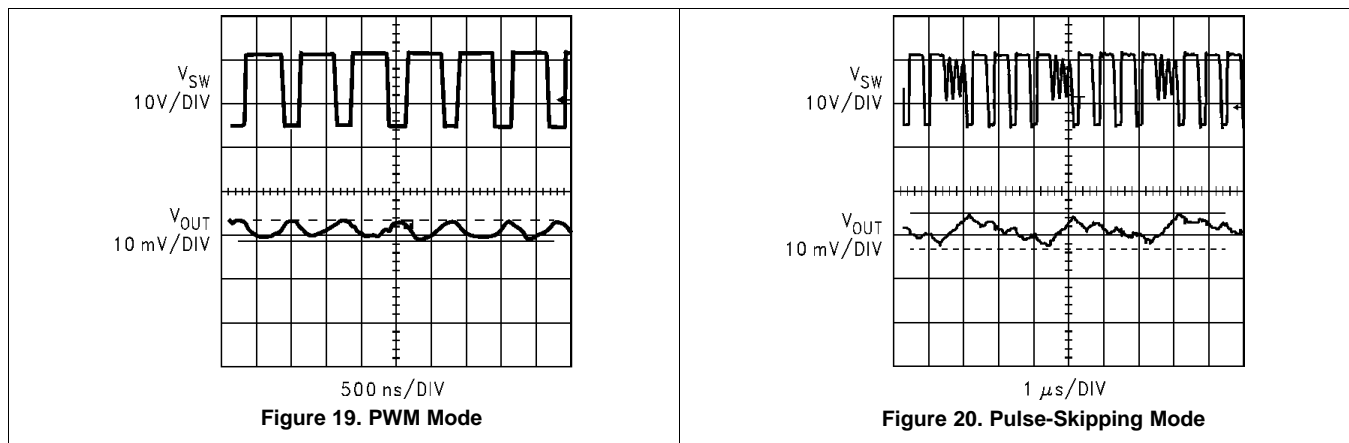 V_SW
10V/DIV
V_OUT
10 mV/DIV
500 ns/DIV
Figure 19. PWM Mode
V_SW
10V/DIV
V_OUT
10 mV/DIV
1 μs/DIV
Figure 20. Pulse-Skipping Mode